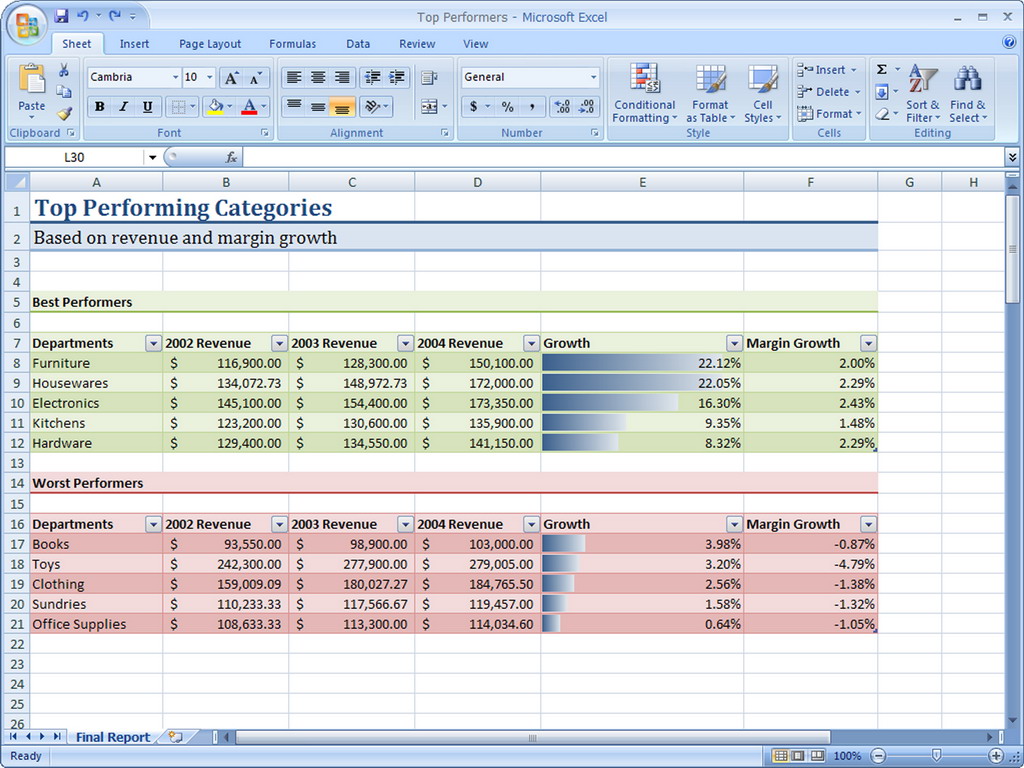 Top Performers - Microsoft Excel
Sheet Insert Page Layout Formulas Data Review View
Cambria 10 A A General Insert Σ
Paste Conditional Formatting Format as Table Cell Styles Delete Sort & Filter Find & Select
B I U A $ % , .0 .00 .00 .0 Format
Clipboard Font Alignment Number Style Cells Editing
L30 fx
A B C D E F G H
1 Top Performing Categories
2 Based on revenue and margin growth
3
4
5 Best Performers
6
7 Departments 2002 Revenue 2003 Revenue 2004 Revenue Growth Margin Growth
8 Furniture $ 116,900.00 $ 128,300.00 $ 150,100.00 22.12% 2.00%
9 Housewares $ 134,072.73 $ 148,972.73 $ 172,000.00 22.05% 2.29%
10 Electronics $ 145,100.00 $ 154,400.00 $ 173,350.00 16.30% 2.43%
11 Kitchens $ 123,200.00 $ 130,600.00 $ 135,900.00 9.35% 1.48%
12 Hardware $ 129,400.00 $ 134,550.00 $ 141,150.00 8.32% 2.29%
13
14 Worst Performers
15
16 Departments 2002 Revenue 2003 Revenue 2004 Revenue Growth Margin Growth
17 Books $ 93,550.00 $ 98,900.00 $ 103,000.00 3.98% -0.87%
18 Toys $ 242,300.00 $ 277,900.00 $ 279,005.00 3.20% -4.79%
19 Clothing $ 159,009.09 $ 180,027.27 $ 184,765.50 2.56% -1.38%
20 Sundries $ 110,233.33 $ 117,566.67 $ 119,457.00 1.58% -1.32%
21 Office Supplies $ 108,633.33 $ 113,300.00 $ 114,034.60 0.64% -1.05%
22
23
24
25
26
Final Report
Ready 100%